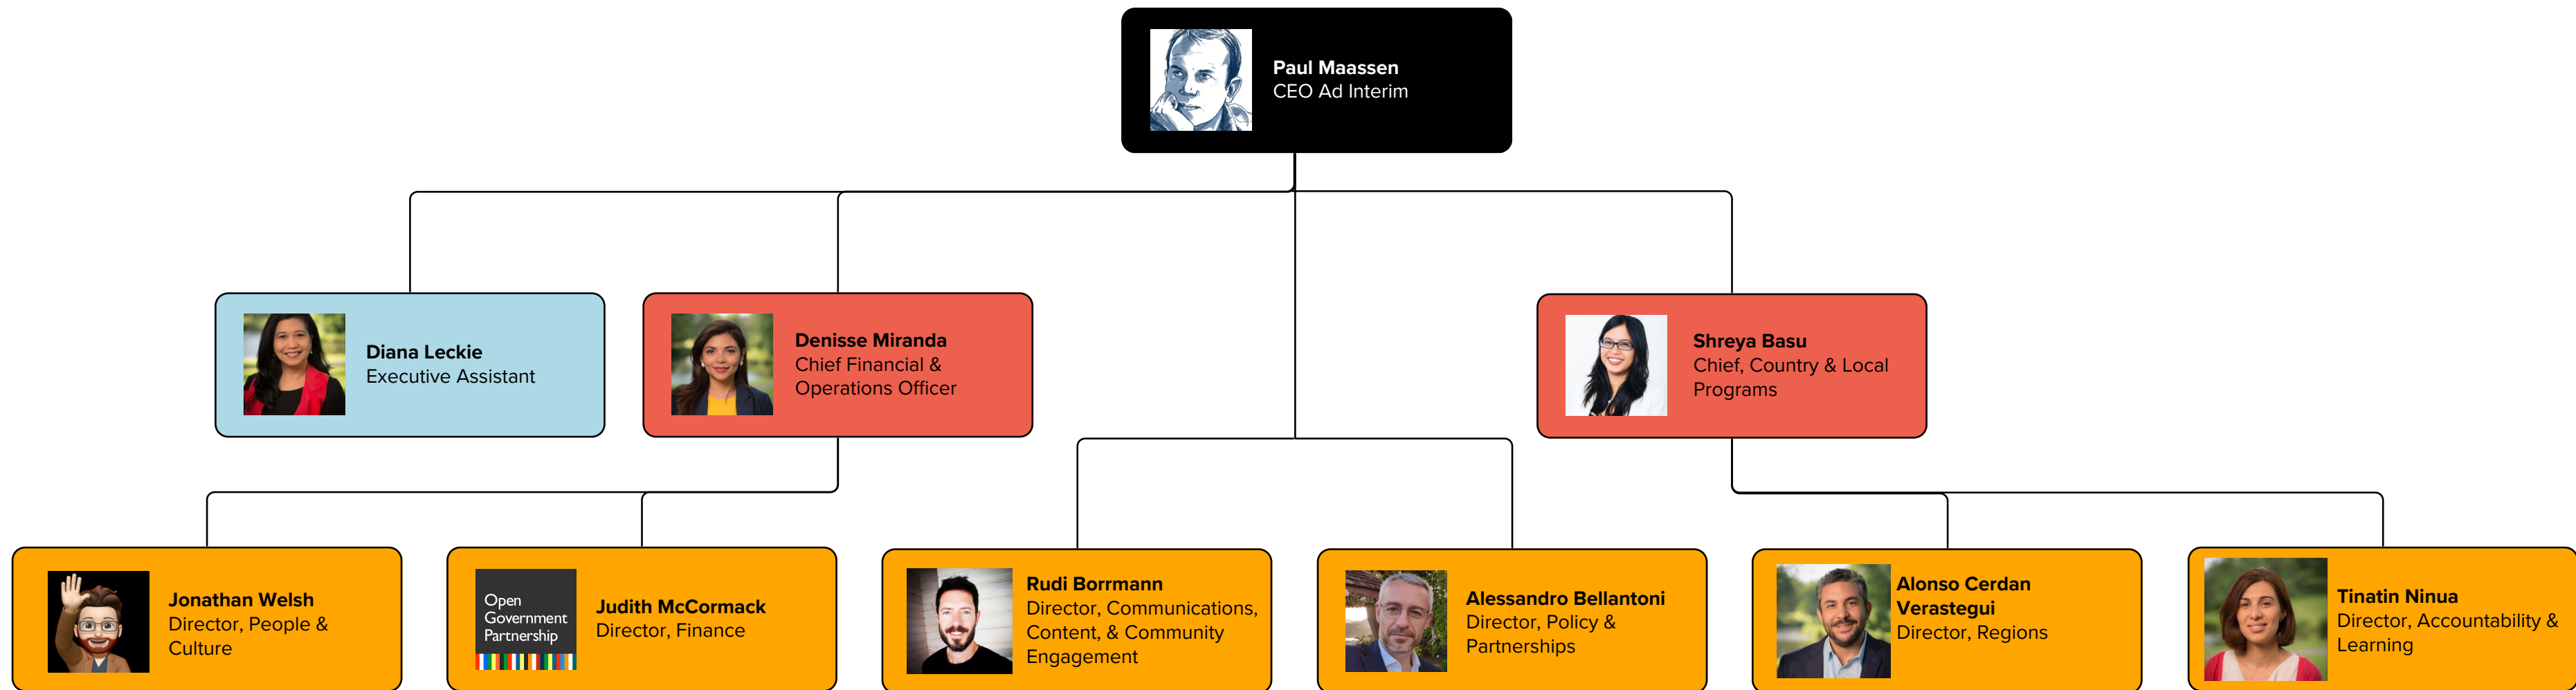 Paul Maassen
CEO Ad Interim
Diana Leckie
Executive Assistant
Denisse Miranda
Chief Financial &
Operations Officer
Shreya Basu
Chief, Country & Local
Programs
Jonathan Welsh
Director, People &
Culture
Open
Government
Partnership
Judith McCormack
Director, Finance
Rudi Borrmann
Director, Communications,
Content, & Community
Engagement
Alessandro Bellantoni
Director, Policy &
Partnerships
Alonso Cerdan
Verastegui
Director, Regions
Tinatin Ninua
Director, Accountability &
Learning